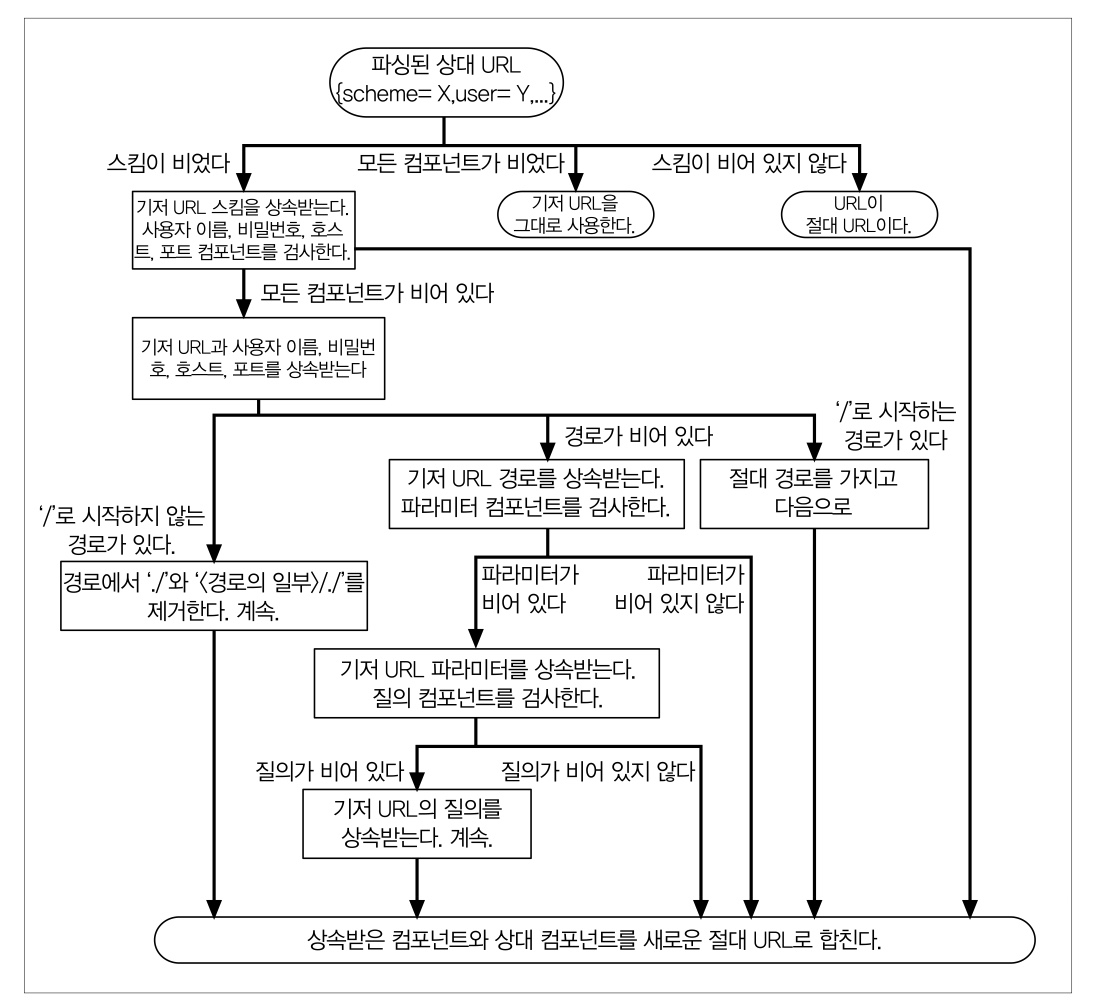 파싱된 상대 URL
{scheme= X,user= Y,...}
스킴이 비었다
모든 컴포넌트가 비었다
스킴이 비어 있지 않다
기저 URL 스킴을 상속받는다.
사용자 이름, 비밀번호, 호스
트, 포트 컴포넌트를 검사한다.
기저 URL을
그대로 사용한다.
URL이
절대 URL이다.
모든 컴포넌트가 비어 있다
기저 URL과 사용자 이름, 비밀번
호, 호스트, 포트를 상속받는다
'/'로 시작하지 않는
경로가 있다.
경로가 비어 있다
'/'로 시작하는
경로가 있다
기저 URL 경로를 상속받는다.
파라미터 컴포넌트를 검사한다.
절대 경로를 가지고
다음으로
경로에서 './'와 '〈경로의 일부〉/./'를
제거한다. 계속.
파라미터가
비어 있다
파라미터가
비어 있지 않다
기저 URL 파라미터를 상속받는다.
질의 컴포넌트를 검사한다.
질의가 비어 있다
질의가 비어 있지 않다
기저 URL의 질의를
상속받는다. 계속.
상속받은 컴포넌트와 상대 컴포넌트를 새로운 절대 URL로 합친다.